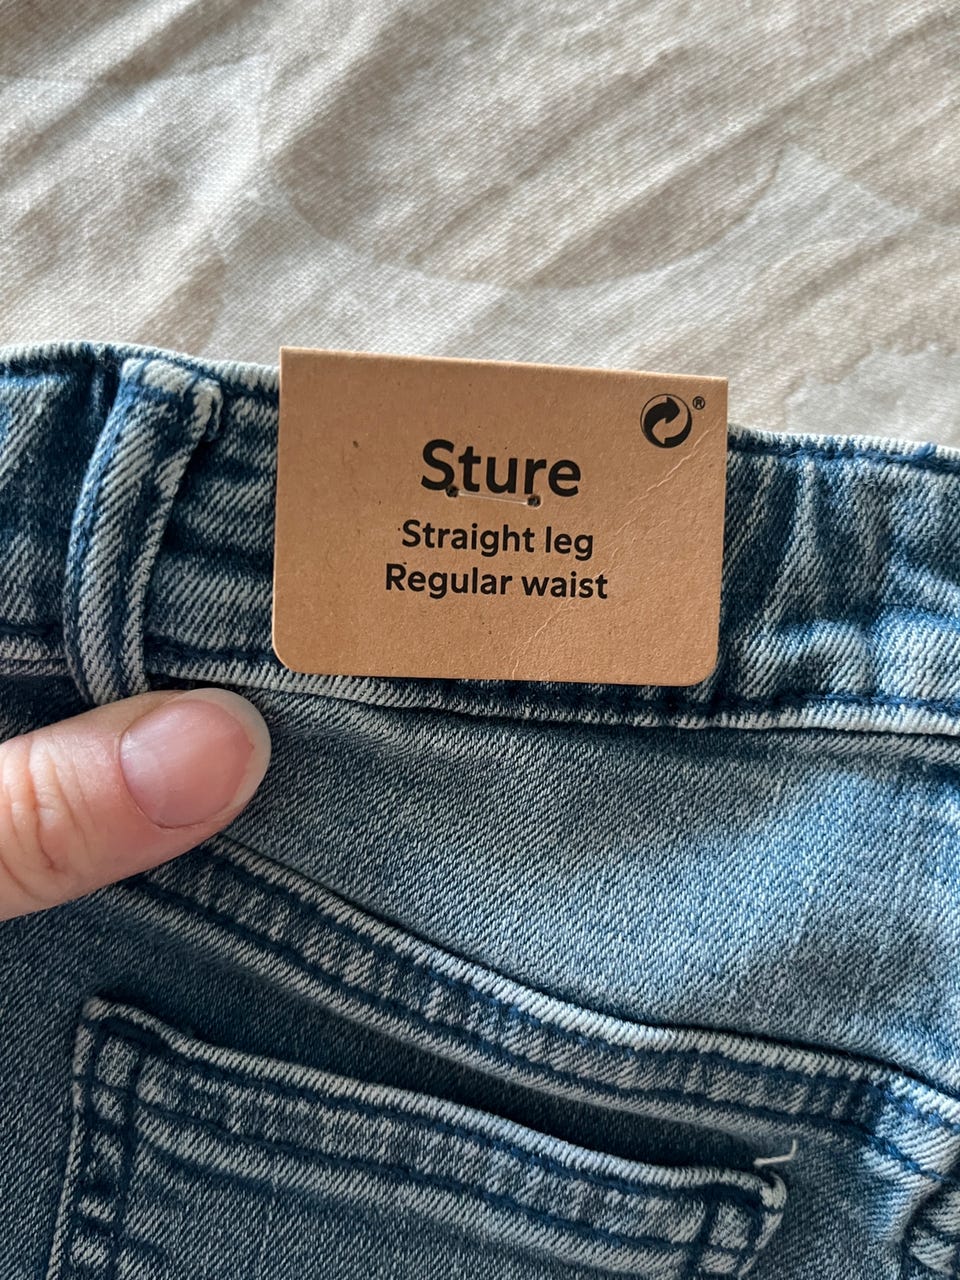 ®
Sture
Straight leg
Regular waist